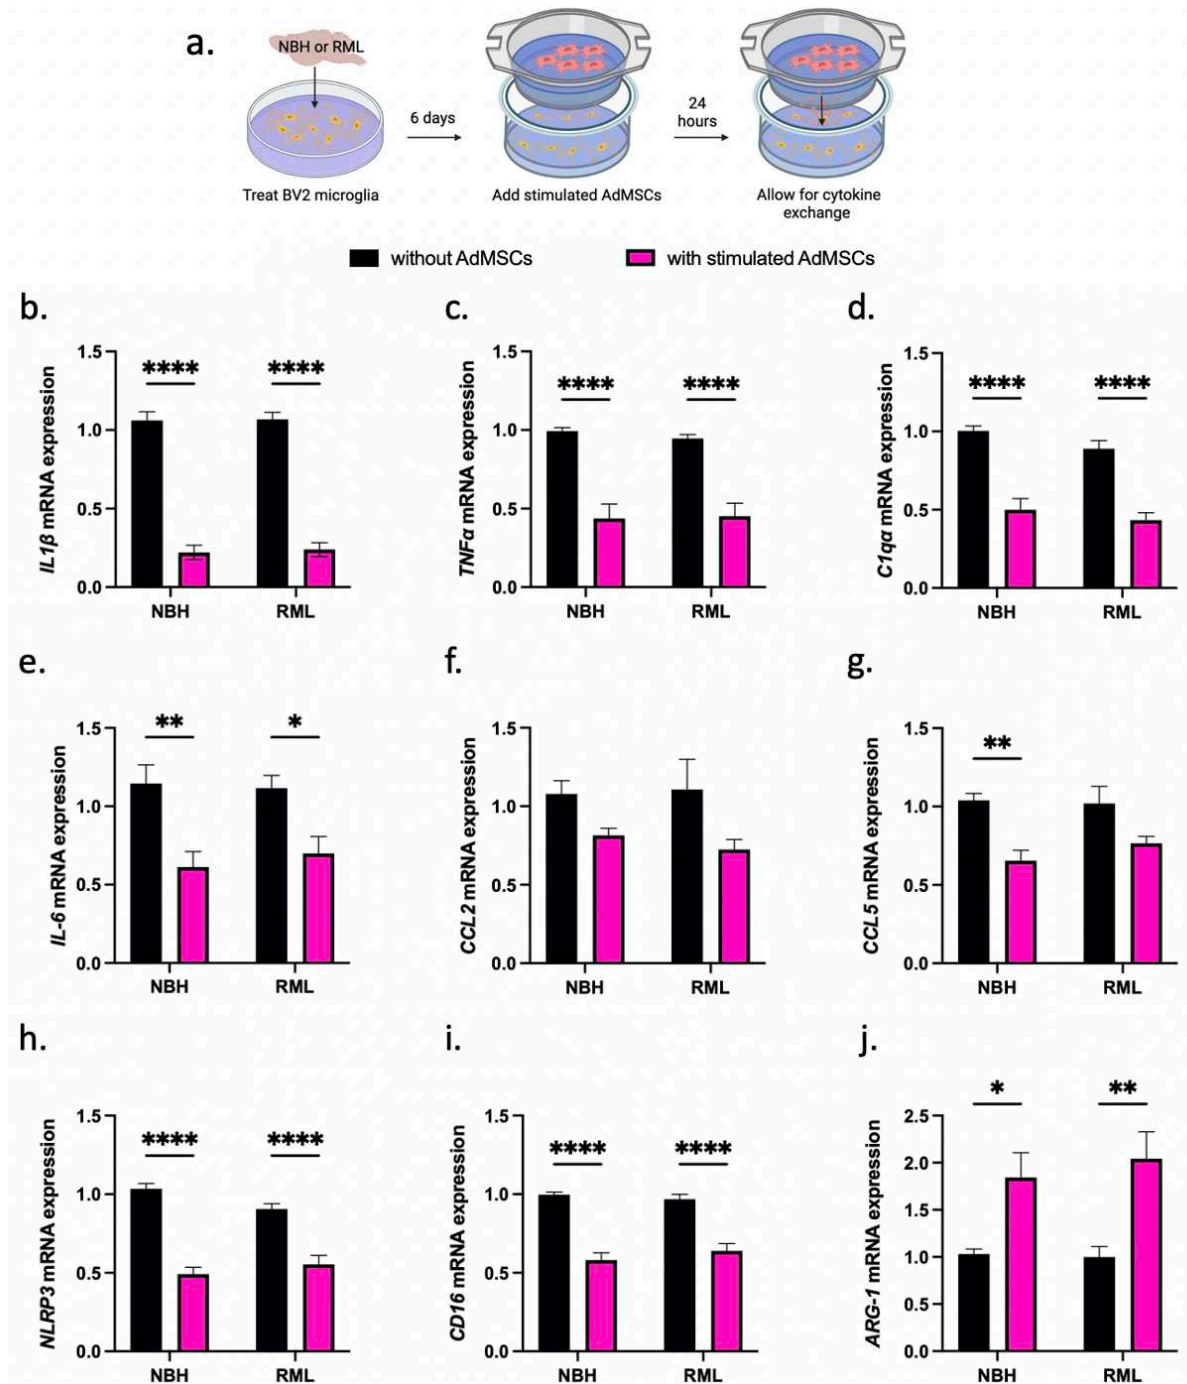 a.
NBH or RML
6 days
24
hours
Treat BV2 microglia
Add stimulated AdMSCs
Allow for cytokine
exchange
without AdMSCs
with stimulated AdMSCs
b.
IL1β mRNA expression
1.5
1.0
0.5
0.0
****
****
NBH
RML
c.
TNFα mRNA expression
1.5
1.0
0.5
0.0
****
****
NBH
RML
d.
C1qα mRNA expression
1.5
1.0
0.5
0.0
****
****
NBH
RML
e.
IL-6 mRNA expression
1.5
1.0
0.5
0.0
**
*
NBH
RML
f.
CCL2 mRNA expression
1.5
1.0
0.5
0.0
NBH
RML
g.
CCL5 mRNA expression
1.5
1.0
0.5
0.0
**
NBH
RML
h.
NLRP3 mRNA expression
1.5
1.0
0.5
0.0
****
****
NBH
RML
i.
CD16 mRNA expression
1.5
1.0
0.5
0.0
****
****
NBH
RML
j.
ARG-1 mRNA expression
2.5
2.0
1.5
1.0
0.5
0.0
*
**
NBH
RML